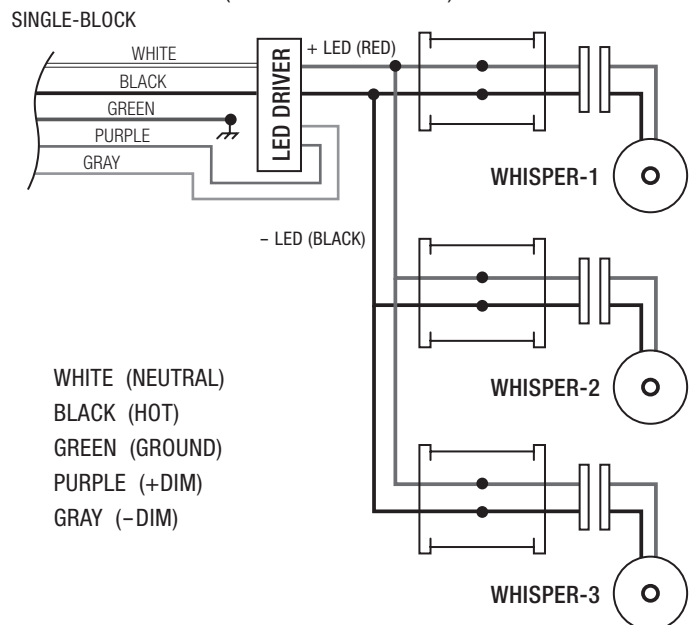 SINGLE-BLOCK
WHITE
BLACK
GREEN
PURPLE
GRAY
LED DRIVER
+ LED (RED)
– LED (BLACK)
WHISPER-1
WHISPER-2
WHISPER-3
WHITE (NEUTRAL)
BLACK (HOT)
GREEN (GROUND)
PURPLE (+DIM)
GRAY (–DIM)